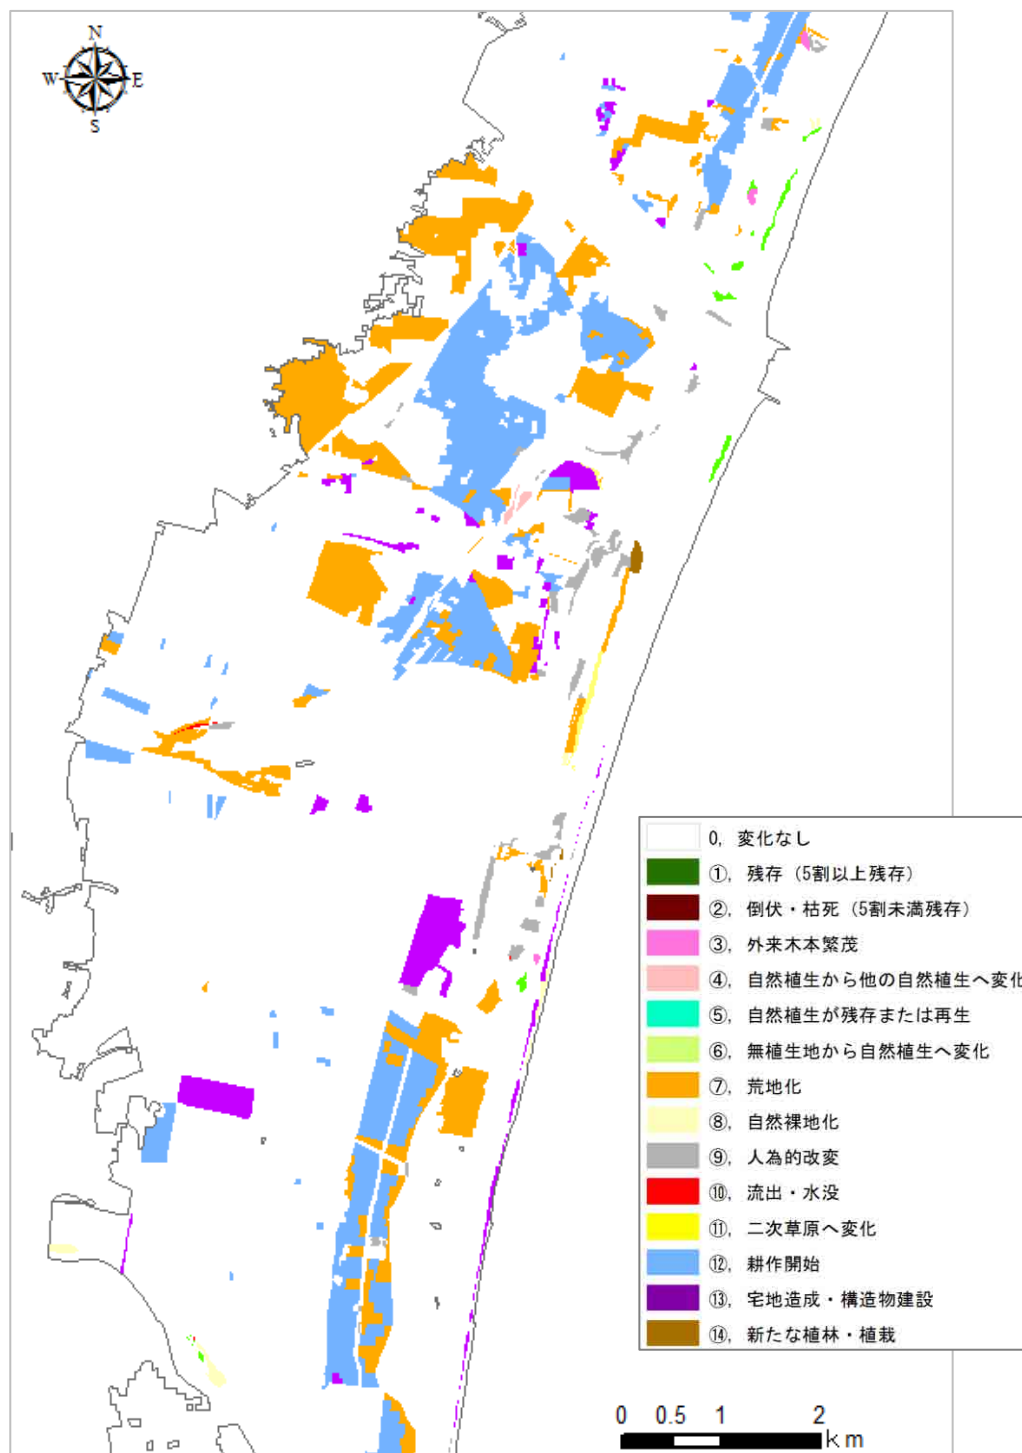 N
W E
S
0, 変化なし
①, 残存（5割以上残存）
②, 倒伏・枯死（5割未満残存）
③, 外来木本繁茂
④, 自然植生から他の自然植生へ変化
⑤, 自然植生が残存または再生
⑥, 無植生地から自然植生へ変化
⑦, 荒地化
⑧, 自然裸地化
⑨, 人為的改変
⑩, 流出・水没
⑪, 二次草原へ変化
⑫, 耕作開始
⑬, 宅地造成・構造物建設
⑭, 新たな植林・植栽
0 0.5 1 2
km